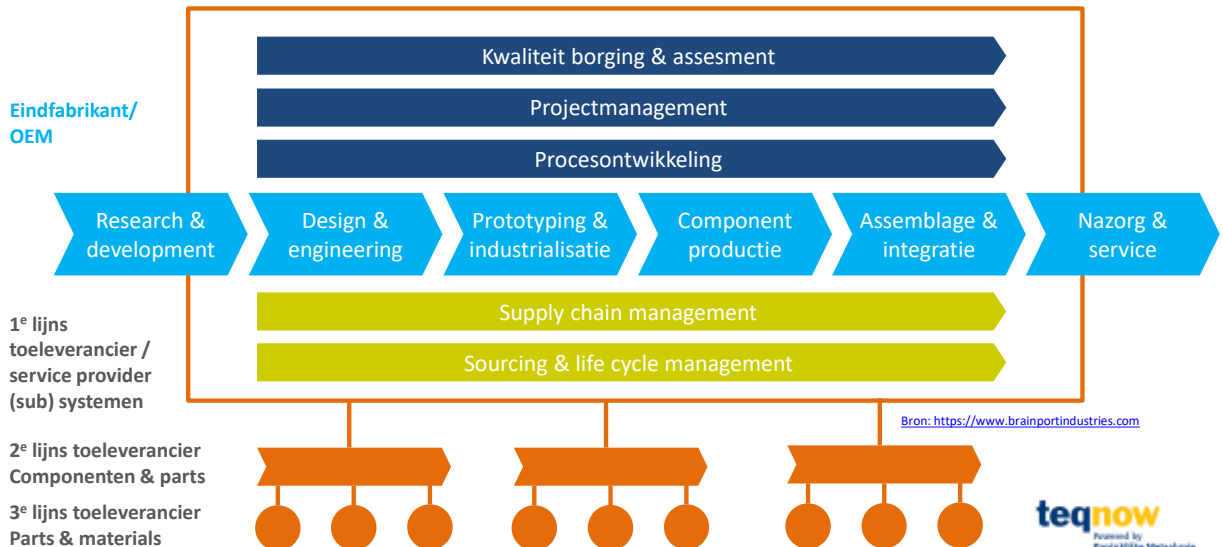 Kwaliteit borging & assesment
Projectmanagement
Procesontwikkeling
Eindfabrikant/
OEM
Research &
development
Design &
engineering
Prototyping &
industrialisatie
Component
productie
Assemblage &
integratie
Nazorg &
service
Supply chain management
Sourcing & life cycle management
1e lijns
toeleverancier /
service provider
(sub) systemen
Bron: https://www.brainportindustries.com
2e lijns toeleverancier
Componenten & parts
3e lijns toeleverancier
Parts & materials
teqnow
Powered by